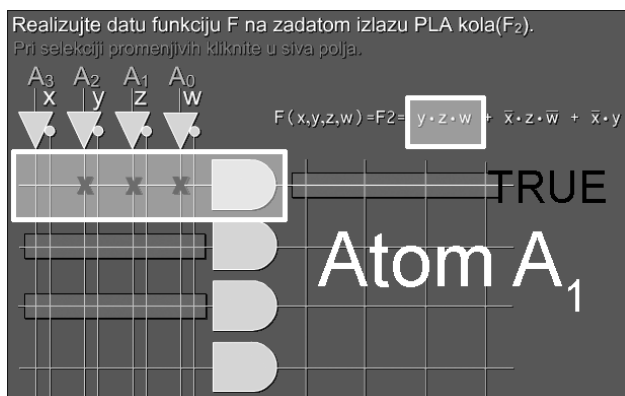 Realizujte datu funkciju F na zadatom izlazu PLA kola(F₂).
Pri selekciji promenjivih kliknite u siva polja.
A₃ A₂ A₁ A₀
x y z w
F(x,y,z,w)=F2= y·z·w + x̅·z·w̅ + x̅·y
x x x
TRUE
Atom A₁